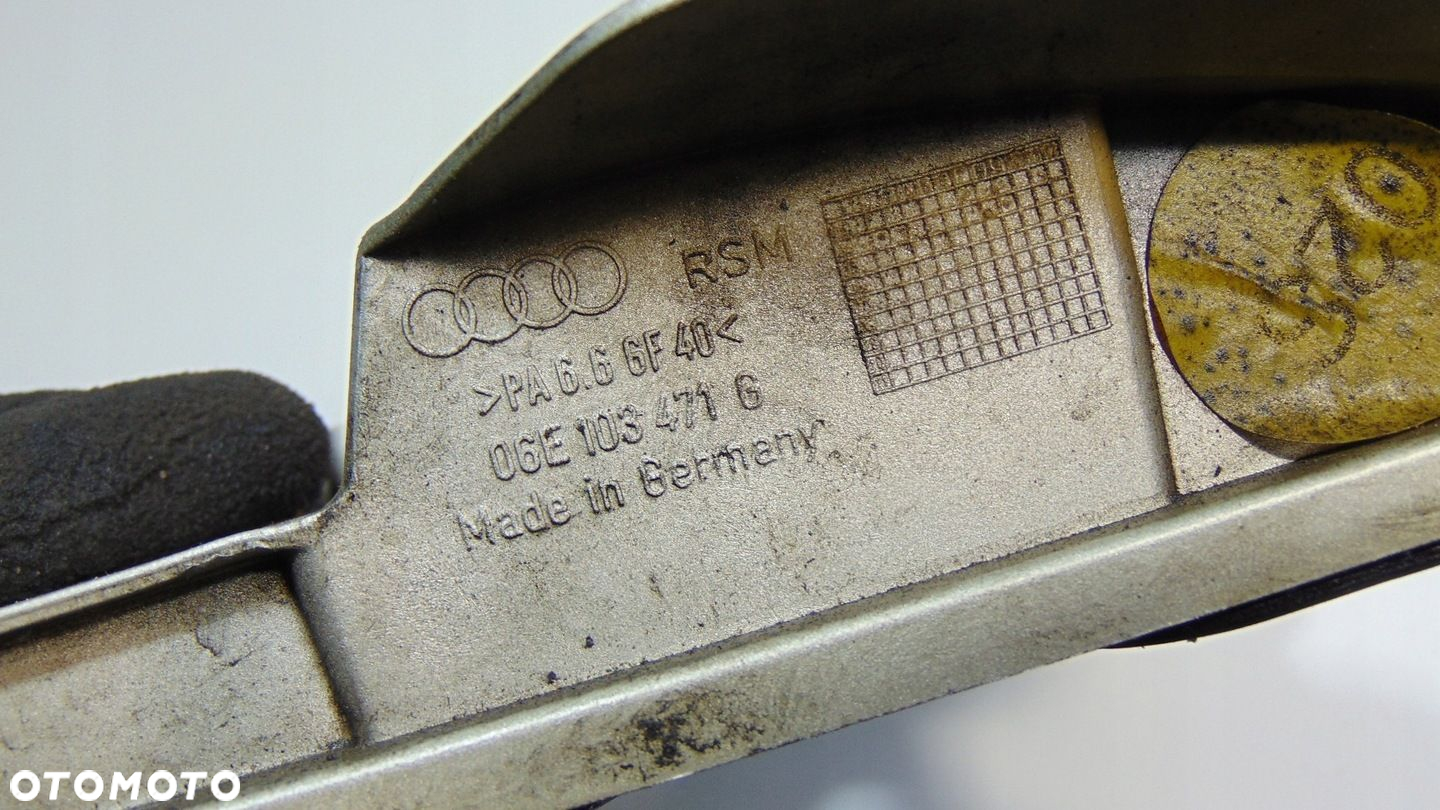 RSM
>PA 6.6 GF 40<
06E 103 471 G
Made in Germany
OTOMOTO